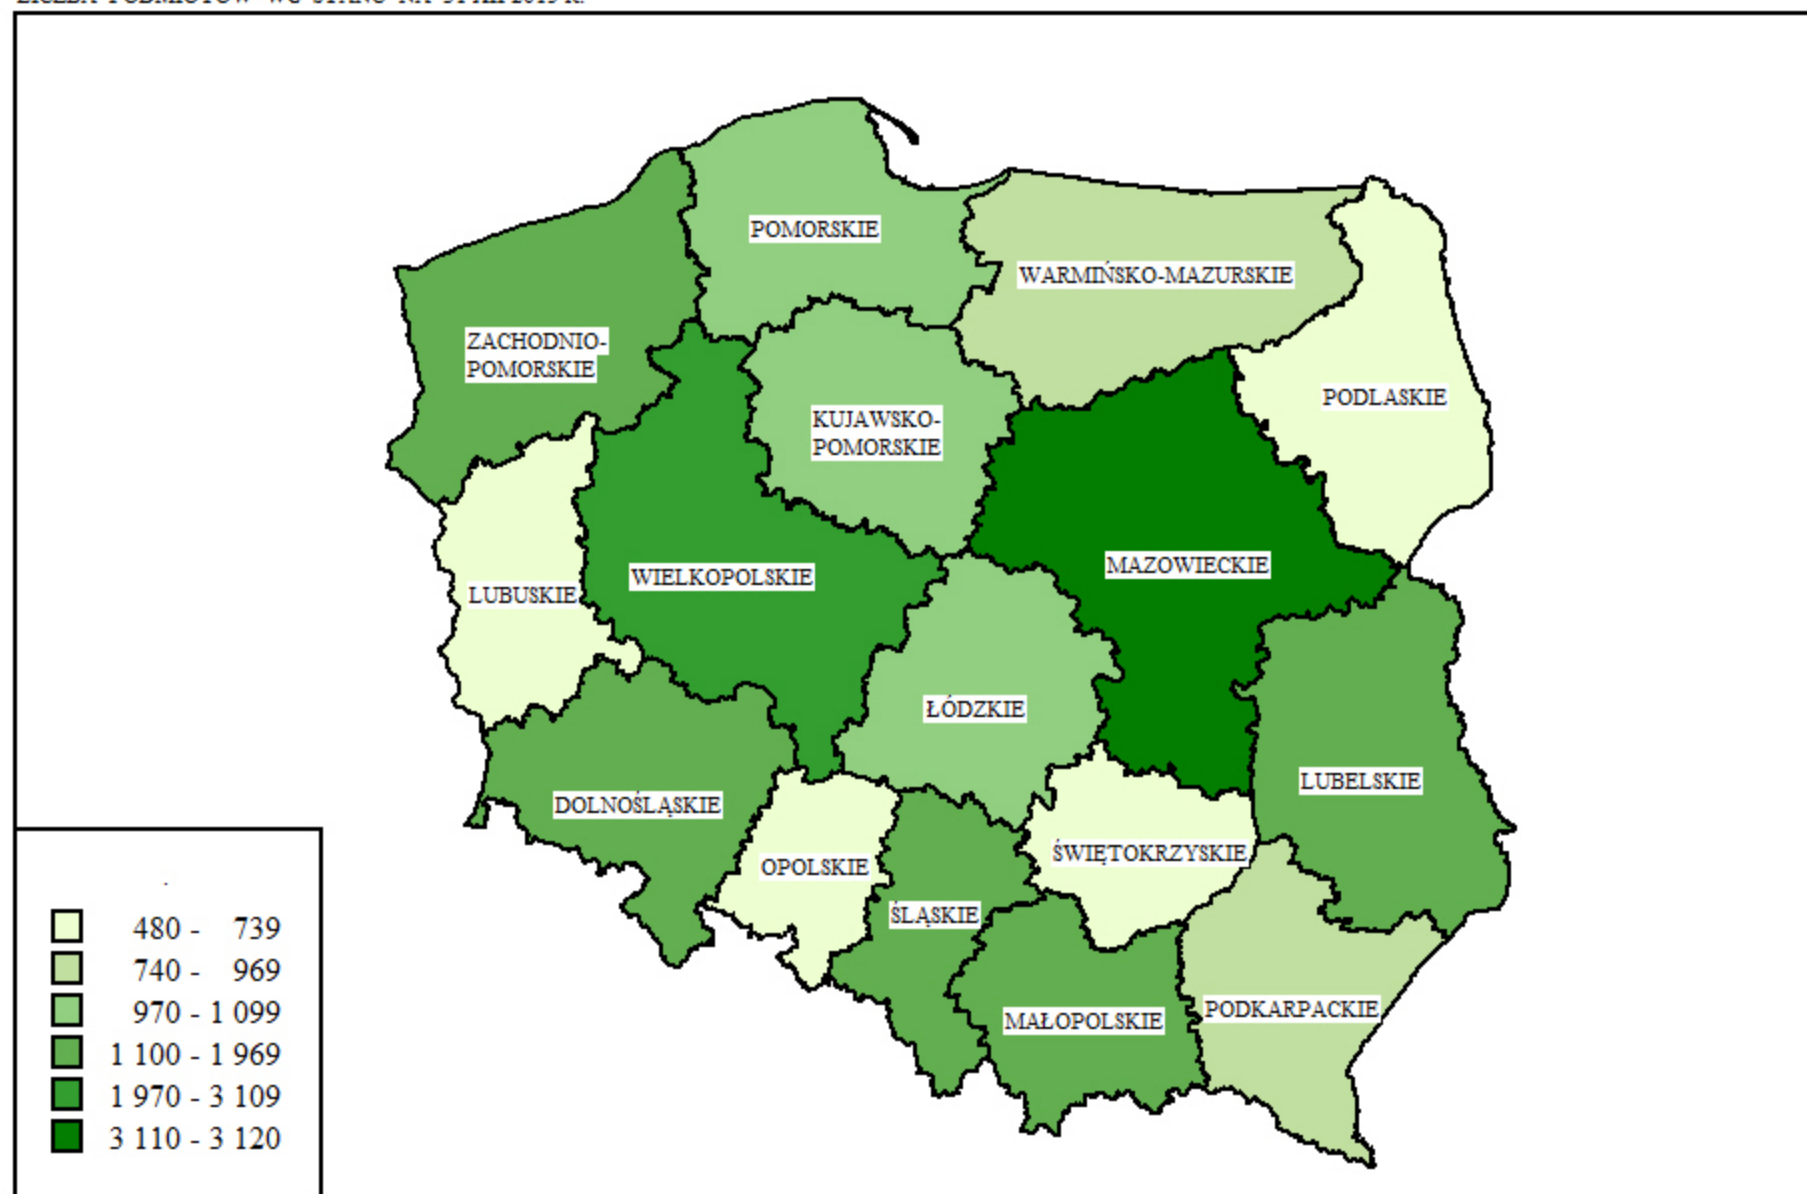 POMORSKIE
WARMIŃSKO-MAZURSKIE
ZACHODNIO-
POMORSKIE
PODLASKIE
KUJAWSKO-
POMORSKIE
MAZOWIECKIE
WIELKOPOLSKIE
LUBUSKIE
ŁÓDZKIE
LUBELSKIE
DOLNOŚLĄSKIE
ŚWIĘTOKRZYSKIE
OPOLSKIE
ŚLĄSKIE
PODKARPACKIE
MAŁOPOLSKIE
480 - 739
740 - 969
970 - 1 099
1 100 - 1 969
1 970 - 3 109
3 110 - 3 120